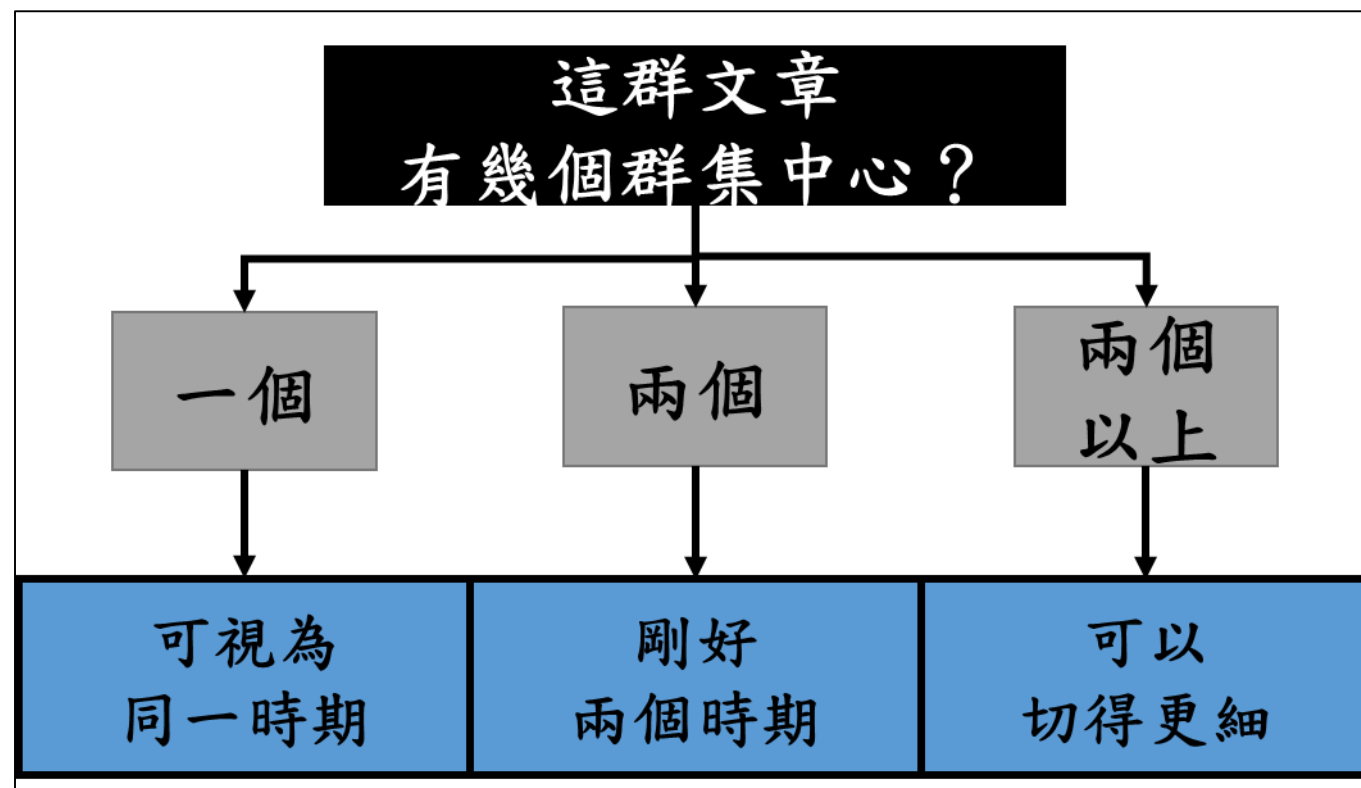 這群文章
有幾個群集中心？
一個
兩個
兩個
以上
可視為
同一時期
剛好
兩個時期
可以
切得更細